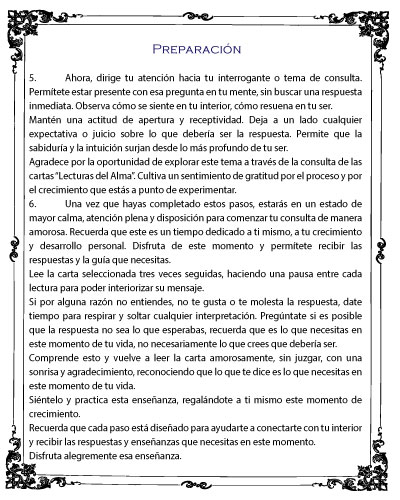 Preparación
5. Ahora, dirige tu atención hacia tu interrogante o tema de consulta.
Permítete estar presente con esa pregunta en tu mente, sin buscar una respuesta
inmediata. Observa cómo se siente en tu interior, cómo resuena en tu ser.
Mantén una actitud de apertura y receptividad. Deja a un lado cualquier
expectativa o juicio sobre lo que debería ser la respuesta. Permite que la
sabiduría y la intuición surjan desde lo más profundo de tu ser.
Agradece por la oportunidad de explorar este tema a través de la consulta de las
cartas "Lecturas del Alma". Cultiva un sentimiento de gratitud por el proceso y por
el crecimiento que estás a punto de experimentar.
6. Una vez que hayas completado estos pasos, estarás en un estado de
mayor calma, atención plena y disposición para comenzar tu consulta de manera
amorosa. Recuerda que este es un tiempo dedicado a ti mismo, a tu crecimiento
y desarrollo personal. Disfruta de este momento y permítete recibir las
respuestas y la guía que necesitas.
Lee la carta seleccionada tres veces seguidas, haciendo una pausa entre cada
lectura para poder interiorizar su mensaje.
Si por alguna razón no entiendes, no te gusta o te molesta la respuesta, date
tiempo para respirar y soltar cualquier interpretación. Pregúntate si es posible
que la respuesta no sea lo que esperabas, recuerda que es lo que necesitas en
este momento de tu vida, no necesariamente lo que crees que debería ser.
Comprende esto y vuelve a leer la carta amorosamente, sin juzgar, con una
sonrisa y agradecimiento, reconociendo que lo que te dice es lo que necesitas en
este momento de tu vida.
Siéntelo y practica esta enseñanza, regalándote a ti mismo este momento de
crecimiento.
Recuerda que cada paso está diseñado para ayudarte a conectarte con tu interior
y recibir las respuestas y enseñanzas que necesitas en este momento.
Disfruta alegremente esa enseñanza.